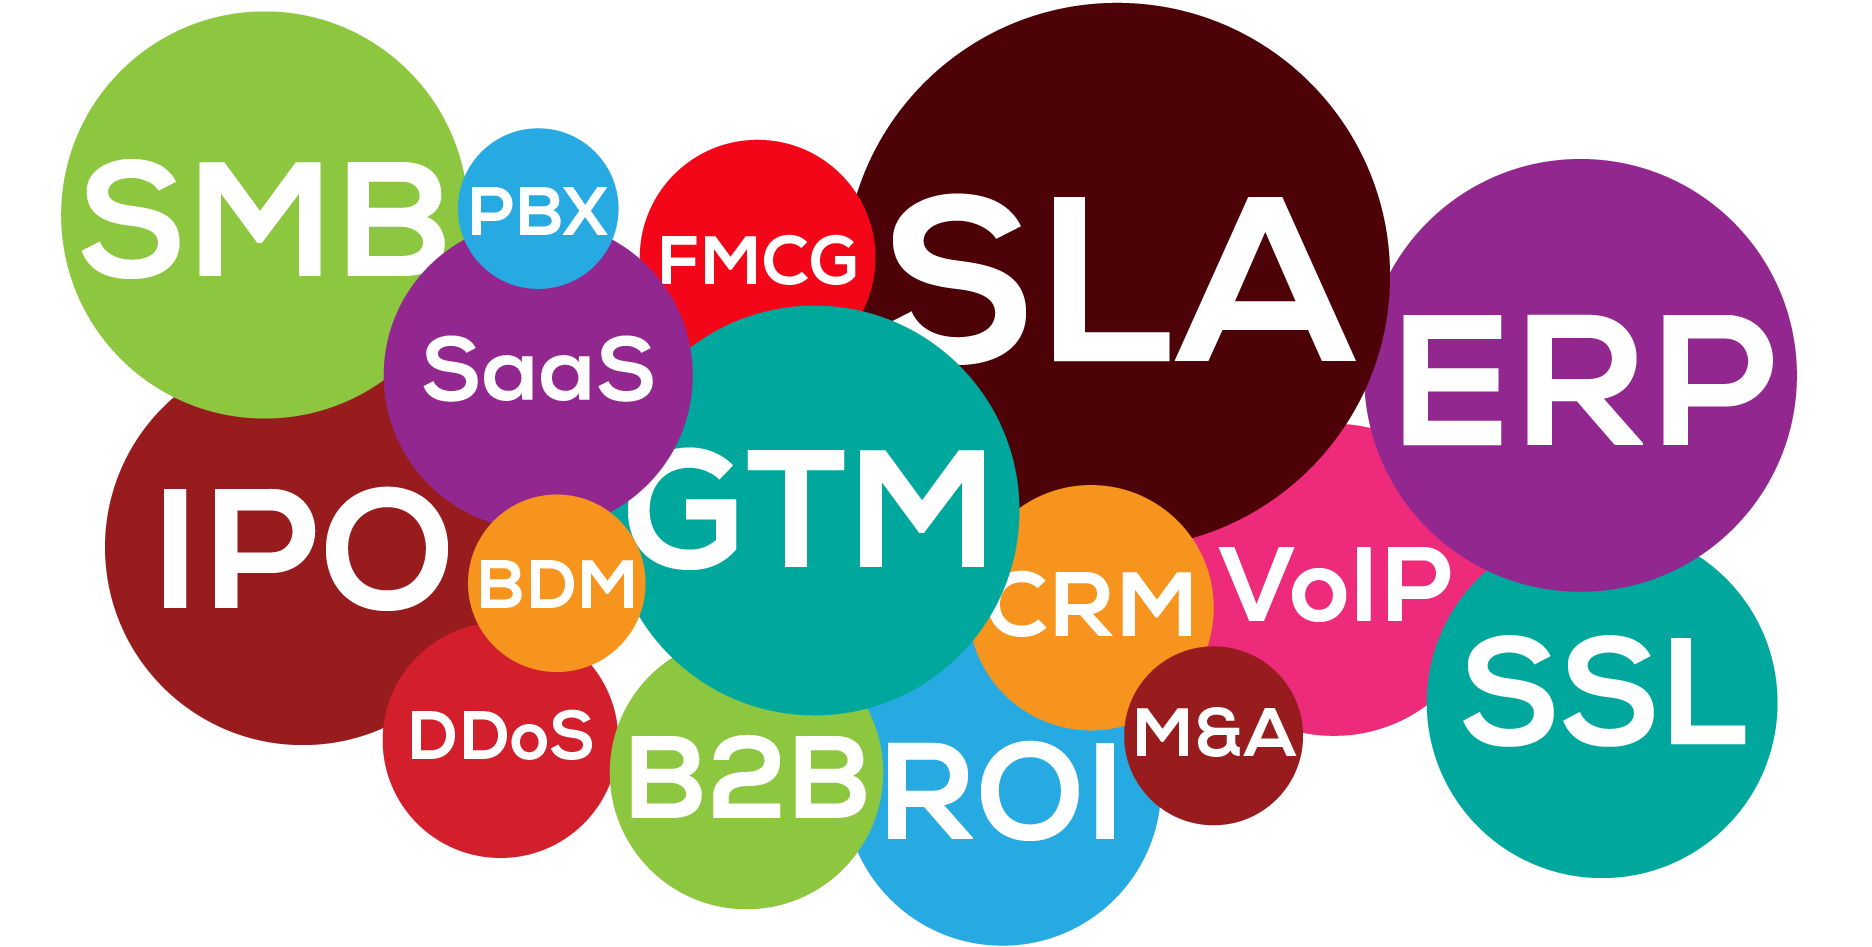 SMB
PBX
FMCG
SLA
ERP
SaaS
GTM
IPO
BDM
CRM
VoIP
SSL
DDoS
B2B
ROI
M&A